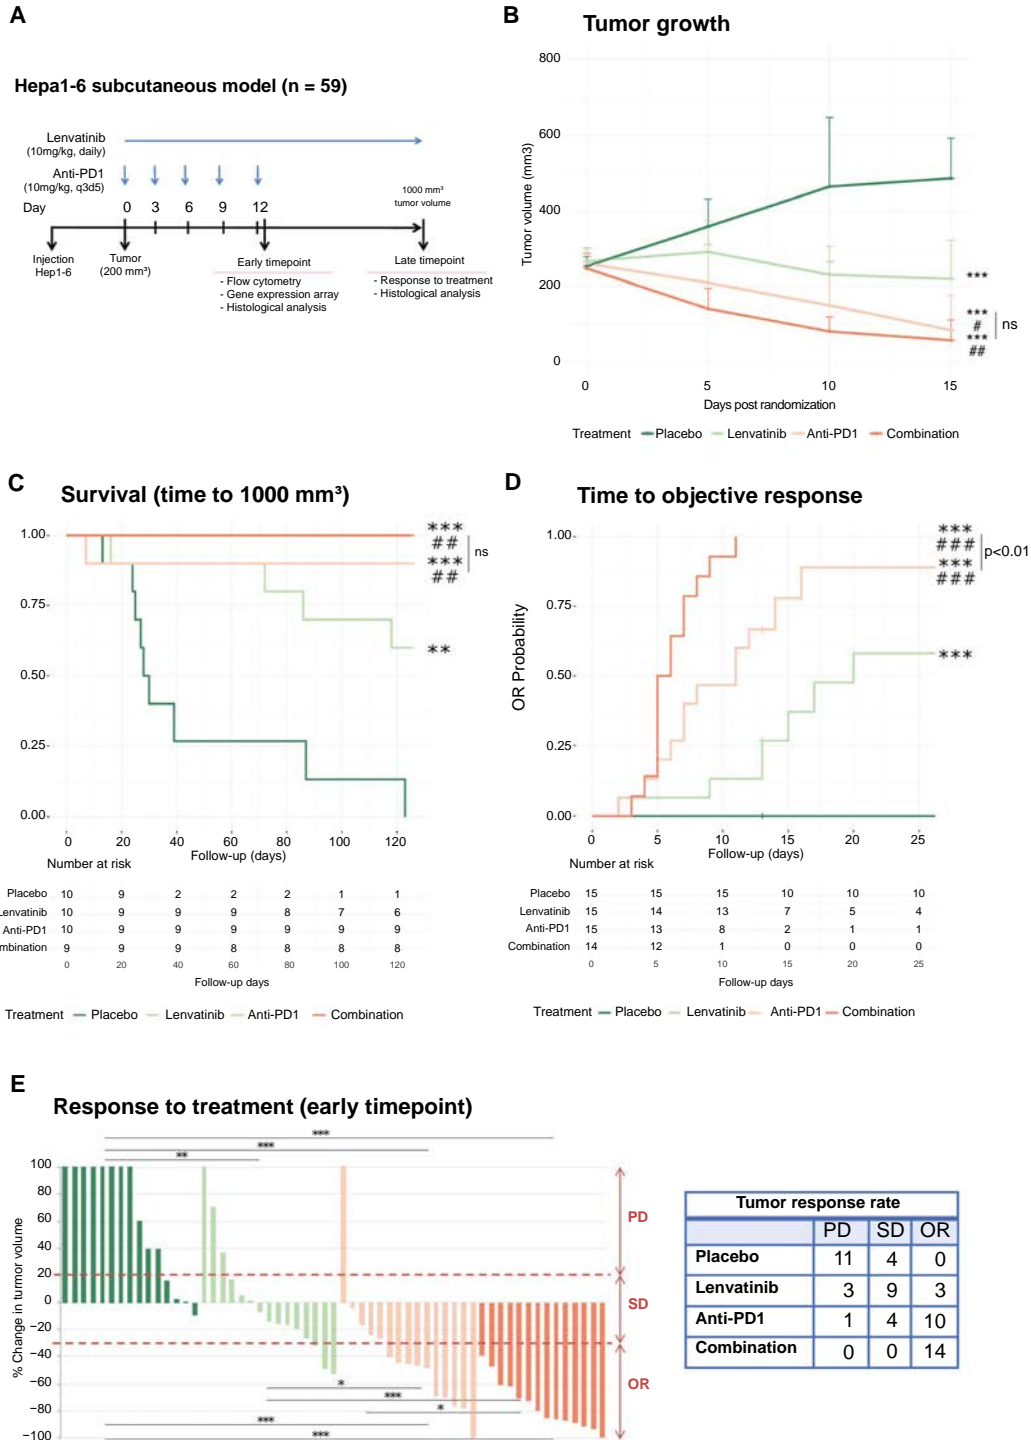 A
Hepa1-6 subcutaneous model (n = 59)
Lenvatinib
(10mg/kg, daily)
Anti-PD1
(10mg/kg, q3d5)
1000 mm³
tumor volume
Day 0 3 6 9 12
Injection
Hep1-6
Tumor
(200 mm³)
Early timepoint
- Flow cytometry
- Gene expression array
- Histological analysis
Late timepoint
- Response to treatment
- Histological analysis
B
Tumor growth
Tumor volume (mm3)
800
600
400
200
0
0 5 10 15
Days post randomization
***
***
#
***
##
ns
Treatment Placebo Lenvatinib Anti-PD1 Combination
C
Survival (time to 1000 mm³)
1.00
0.75
0.50
0.25
0.00
***
##
***
##
ns
**
0 20 40 60 80 100 120
Follow-up (days)
Number at risk
Placebo 10 9 2 2 2 1 1
Lenvatinib 10 9 9 9 8 7 6
Anti-PD1 10 9 9 9 9 9 9
mbination 9 9 9 8 8 8 8
0 20 40 60 80 100 120
Follow-up days
Treatment Placebo Lenvatinib Anti-PD1 Combination
D
Time to objective response
OR Probability
1.00
0.75
0.50
0.25
0.00
***
###
***
###
p<0.01
***
0 5 10 15 20 25
Follow-up (days)
Number at risk
Placebo 15 15 15 10 10 10
Lenvatinib 15 14 13 7 5 4
Anti-PD1 15 13 8 2 1 1
Combination 14 12 1 0 0 0
0 5 10 15 20 25
Follow-up days
Treatment Placebo Lenvatinib Anti-PD1 Combination
E
Response to treatment (early timepoint)
% Change in tumor volume
100
80
60
40
20
0
−20
−40
−60
−80
−100
***
***
**
*
***
*
***
***
PD
SD
OR
Tumor response rate
PD SD OR
Placebo 11 4 0
Lenvatinib 3 9 3
Anti-PD1 1 4 10
Combination 0 0 14